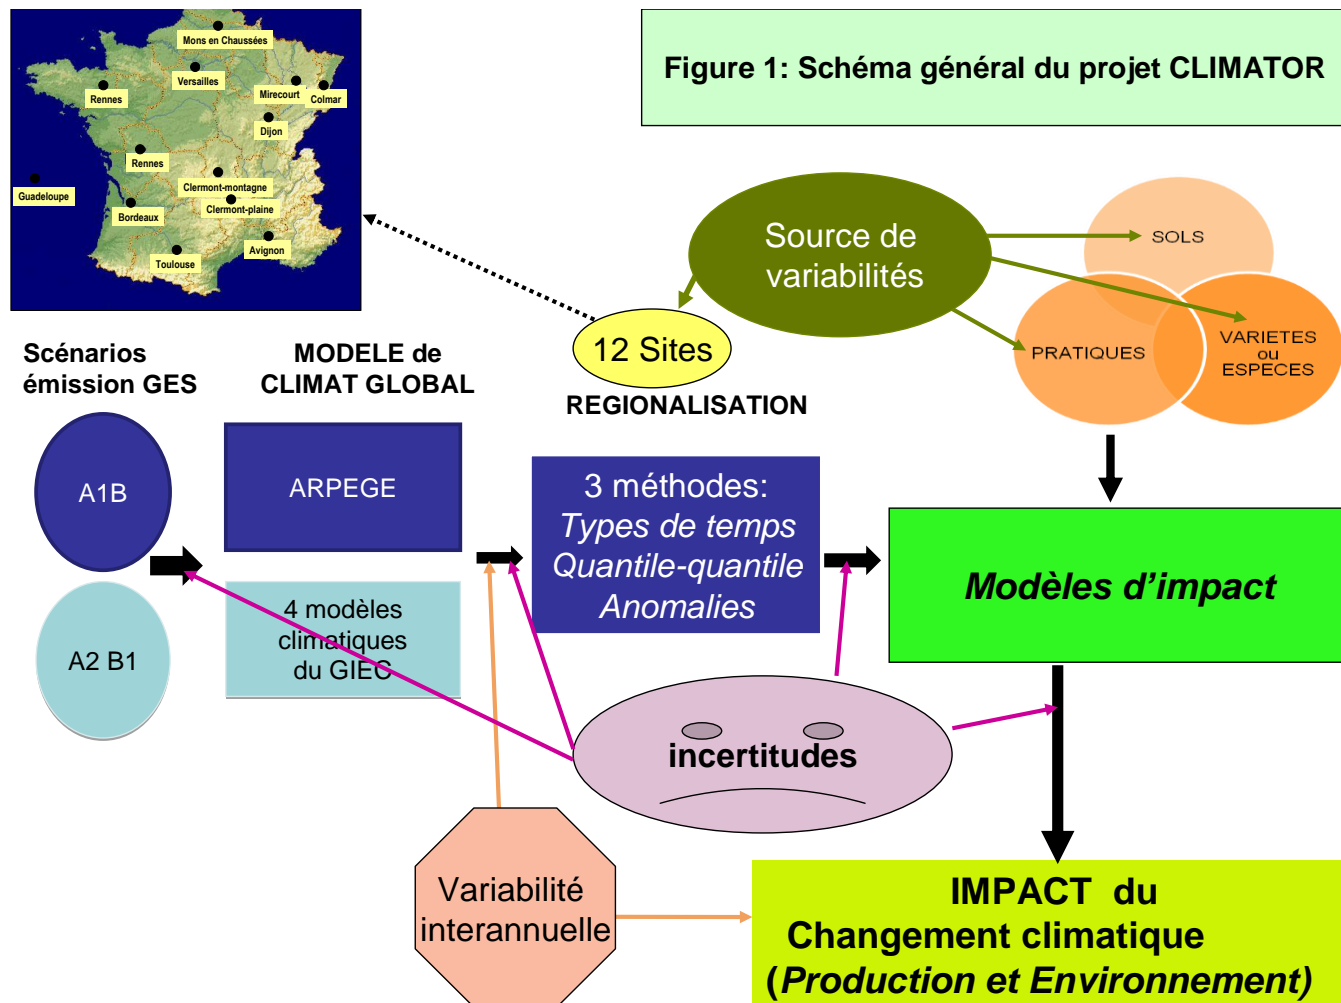 Mons en Chaussées
Versailles
Rennes
Mirecourt
Colmar
Dijon
Rennes
Clermont-montagne
Guadeloupe
Clermont-plaine
Bordeaux
Avignon
Toulouse
Figure 1: Schéma général du projet CLIMATOR
Source de
variabilités
SOLS
PRATIQUES
VARIETES
ou
ESPECES
12 Sites
REGIONALISATION
Scénarios
émission GES
MODELE de
CLIMAT GLOBAL
A1B
ARPEGE
3 méthodes:
Types de temps
Quantile-quantile
Anomalies
Modèles d'impact
A2 B1
4 modèles
climatiques
du GIEC
incertitudes
Variabilité
interannuelle
IMPACT du
Changement climatique
(Production et Environnement)